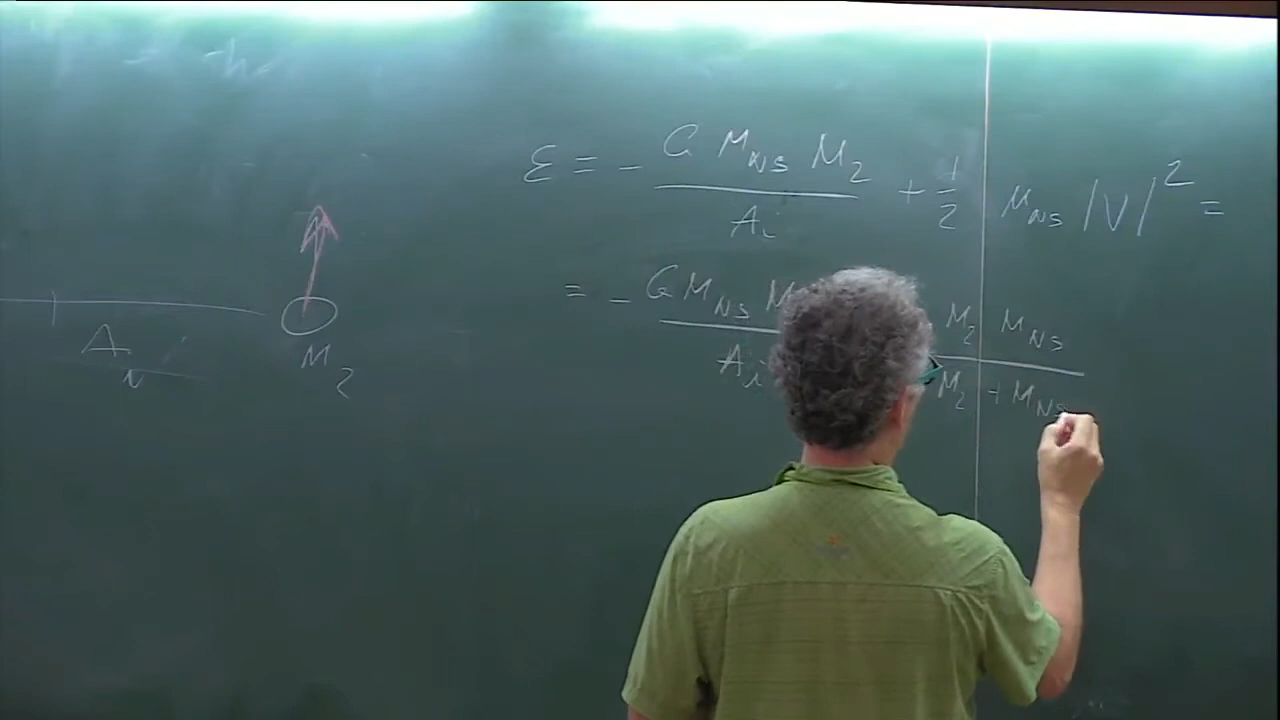 ε = - G M_NS M_2 / A_i + 1/2 M_NS |V|^2 =
= - G M_NS M / A_i M_2 M_NS / M_2 + M_NS
A_i
M_2